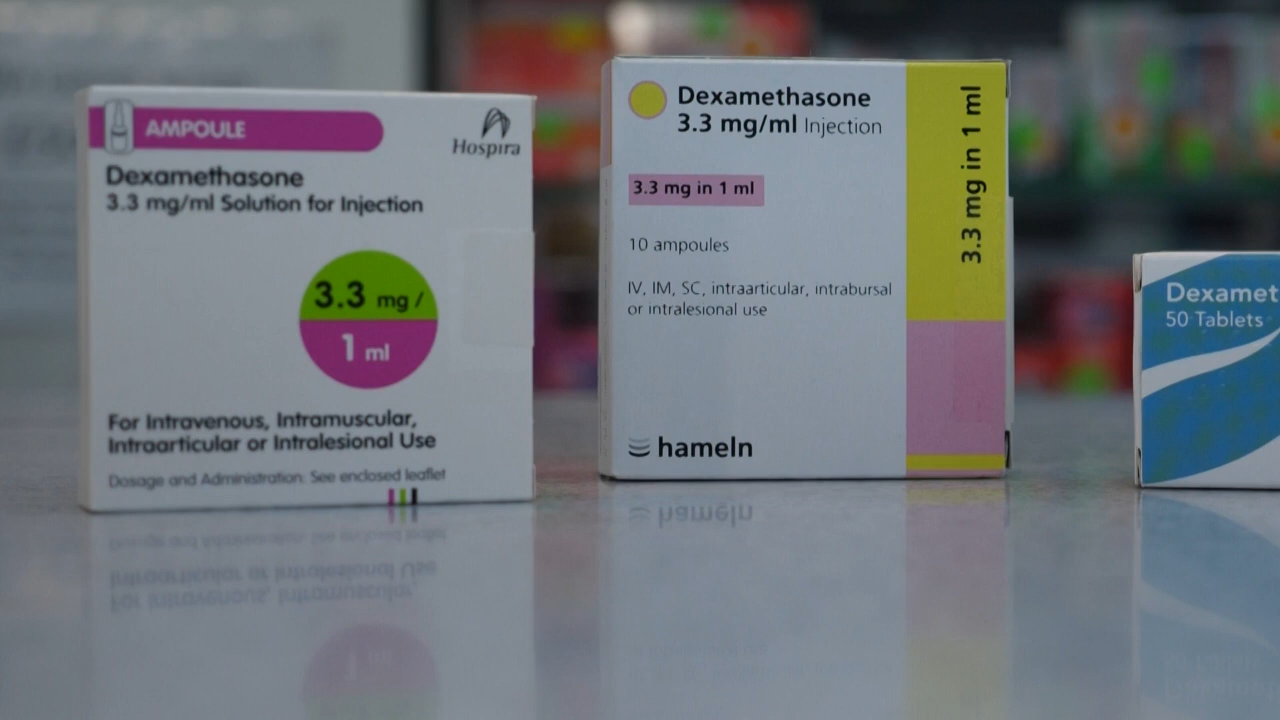 AMPOULE
Hospira
Dexamethasone
3.3 mg/ml Solution for Injection
3.3 mg /
1 ml
For Intravenous, Intramuscular,
Intraarticular or Intralesional Use
Dosage and Administration: See enclosed leaflet
Dexamethasone
3.3 mg/ml Injection
3.3 mg in 1 ml
10 ampoules
IV, IM, SC, intraarticular, intrabursal
or intralesional use
hameln
3.3 mg in 1 ml
Dexamet
50 Tablets